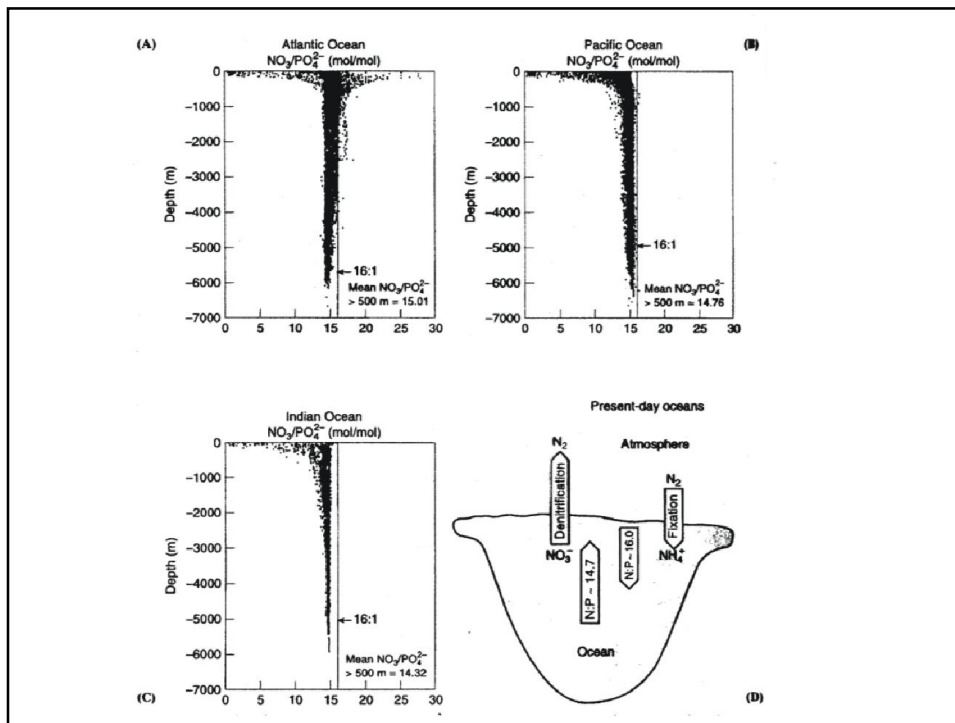 (A)
Atlantic Ocean
NO₃/PO₄²⁻ (mol/mol)
0
-1000
-2000
-3000
-4000
-5000
-6000
-7000
Depth (m)
16:1
Mean NO₃/PO₄²⁻
> 500 m = 15.01
0 5 10 15 20 25 30
(B)
Pacific Ocean
NO₃/PO₄²⁻ (mol/mol)
0
-1000
-2000
-3000
-4000
-5000
-6000
-7000
Depth (m)
16:1
Mean NO₃/PO₄²⁻
> 500 m = 14.76
0 5 10 15 20 25 30
Indian Ocean
NO₃/PO₄²⁻ (mol/mol)
0
-1000
-2000
-3000
-4000
-5000
-6000
-7000
Depth (m)
16:1
Mean NO₃/PO₄²⁻
> 500 m = 14.32
(C)
0 5 10 15 20 25 30
Present-day oceans
Atmosphere
N₂
Denitrification
NO₃⁻
N₂
Fixation
NH₄⁺
N:P ~ 14.7
N:P ~ 16.0
Ocean
(D)